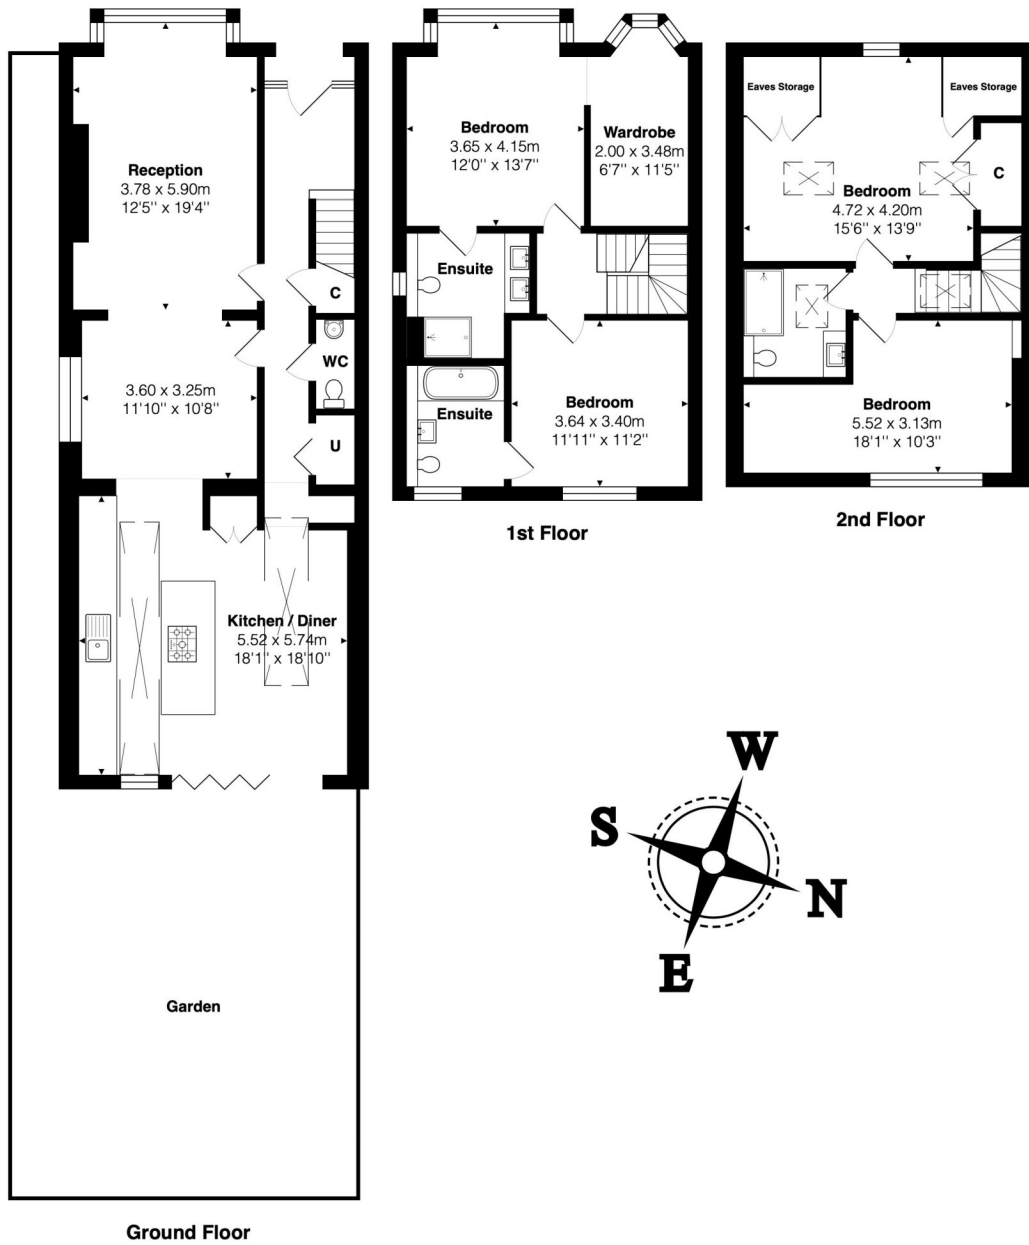 Reception
3.78 x 5.90m
12'5'' x 19'4''
C
WC
3.60 x 3.25m
11'10'' x 10'8''
U
Kitchen / Diner
5.52 x 5.74m
18'1'' x 18'10''
Garden
Ground Floor
Bedroom
3.65 x 4.15m
12'0'' x 13'7''
Wardrobe
2.00 x 3.48m
6'7'' x 11'5''
Ensuite
Ensuite
Bedroom
3.64 x 3.40m
11'11'' x 11'2''
1st Floor
Eaves Storage
Eaves Storage
C
Bedroom
4.72 x 4.20m
15'6'' x 13'9''
Bedroom
5.52 x 3.13m
18'1'' x 10'3''
2nd Floor
W
S
N
E